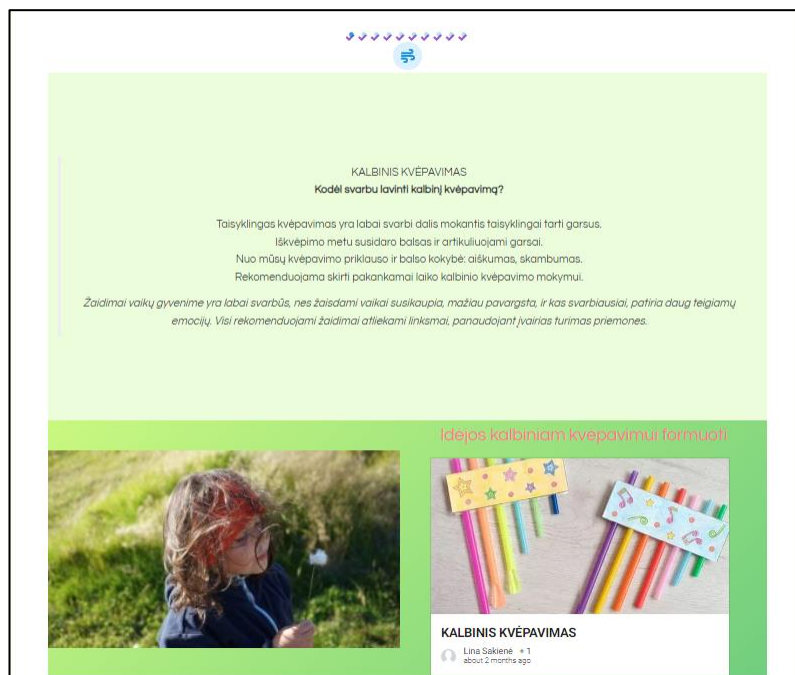 KALBINIS KVĖPAVIMAS
Kodėl svarbu lavinti kalbinį kvėpavimą?
Taisyklingas kvėpavimas yra labai svarbi dalis mokantis taisyklingai tarti garsus.
Iškvėpimo metu susidaro balsas ir artikuliuojami garsai.
Nuo mūsų kvėpavimo priklauso ir balso kokybė: aiškumas, skambumas.
Rekomenduojama skirti pakankamai laiko kalbinio kvėpavimo mokymui.
Žaidimai vaikų gyvenime yra labai svarbūs, nes žaisdami vaikai susikaupia, mažiau pavargsta, ir kas svarbiausiai, patiria daug teigiamų
emocijų. Visi rekomenduojami žaidimai atliekami linksmai, panaudojant įvairias turimas priemones.
Idėjos kalbiniam kvėpavimui formuoti
KALBINIS KVĖPAVIMAS
Lina Sakienė + 1
about 2 months ago